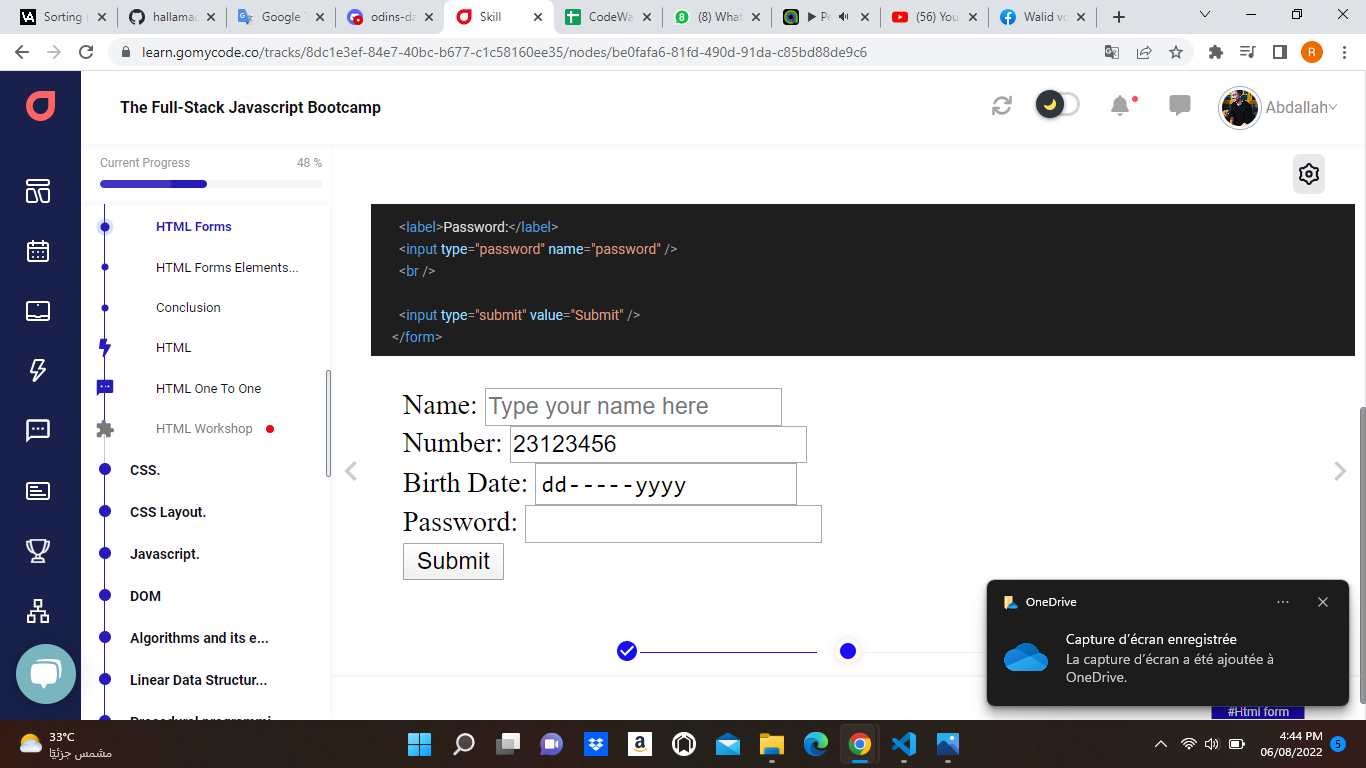 Sorting
hallamac
Google T
odins-da
Skill
CodeWa
(8) What
(56) You
Walid vo
learn.gomycode.co/tracks/8dc1e3ef-84e7-40bc-b677-c1c58160ee35/nodes/be0fafa6-81fd-490d-91da-c85bd88de9c6
R
The Full-Stack Javascript Bootcamp
Abdallah
Current Progress 48 %
HTML Forms
HTML Forms Elements...
Conclusion
HTML
HTML One To One
HTML Workshop
CSS.
CSS Layout.
Javascript.
DOM
Algorithms and its e...
Linear Data Structur...
Procedural programmi...
<label>Password:</label>
<input type="password" name="password" />
<br />
<input type="submit" value="Submit" />
</form>
Name: Type your name here
Number: 23123456
Birth Date: dd-----yyyy
Password:
Submit
OneDrive
Capture d'écran enregistrée
La capture d'écran a été ajoutée à
OneDrive.
#Html form
33°C
مشمس جزئيًا
4:44 PM
06/08/2022
5